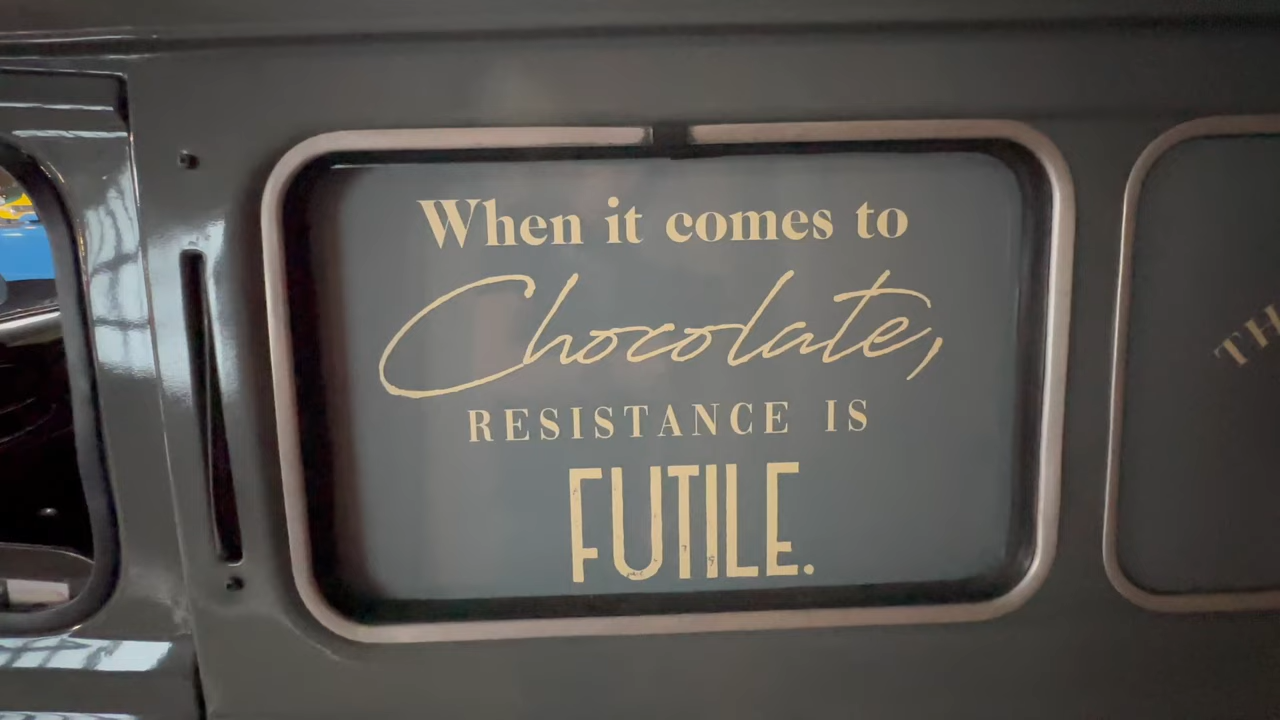 When it comes to
Chocolate,
RESISTANCE IS
FUTILE.